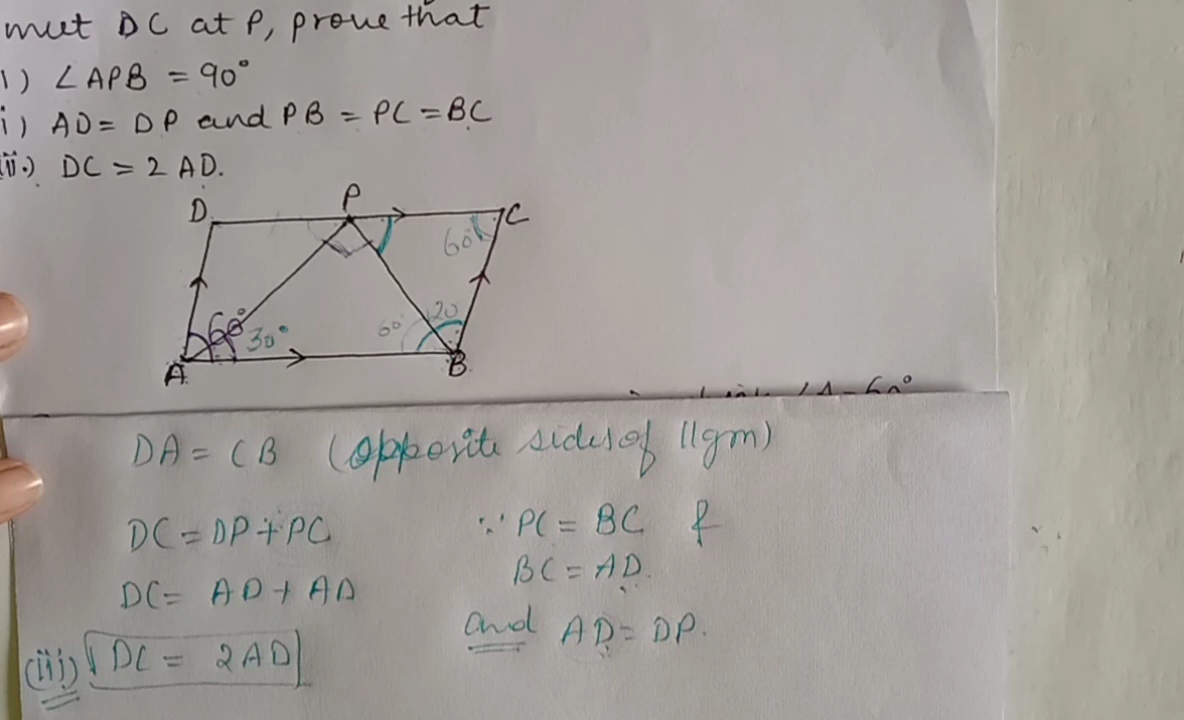 meet DC at P, prove that
i) ∠APB = 90°
i) AD = DP and PB = PC = BC
(ii.) DC = 2 AD.
D P C
60°
60° 30° 60° 120
A B
∠A = 60°
DA = CB (opposite sides of ||gm)
DC = DP + PC ∵ PC = BC &
BC = AD.
DC = AD + AD
and AD = DP.
(iii) DC = 2AD